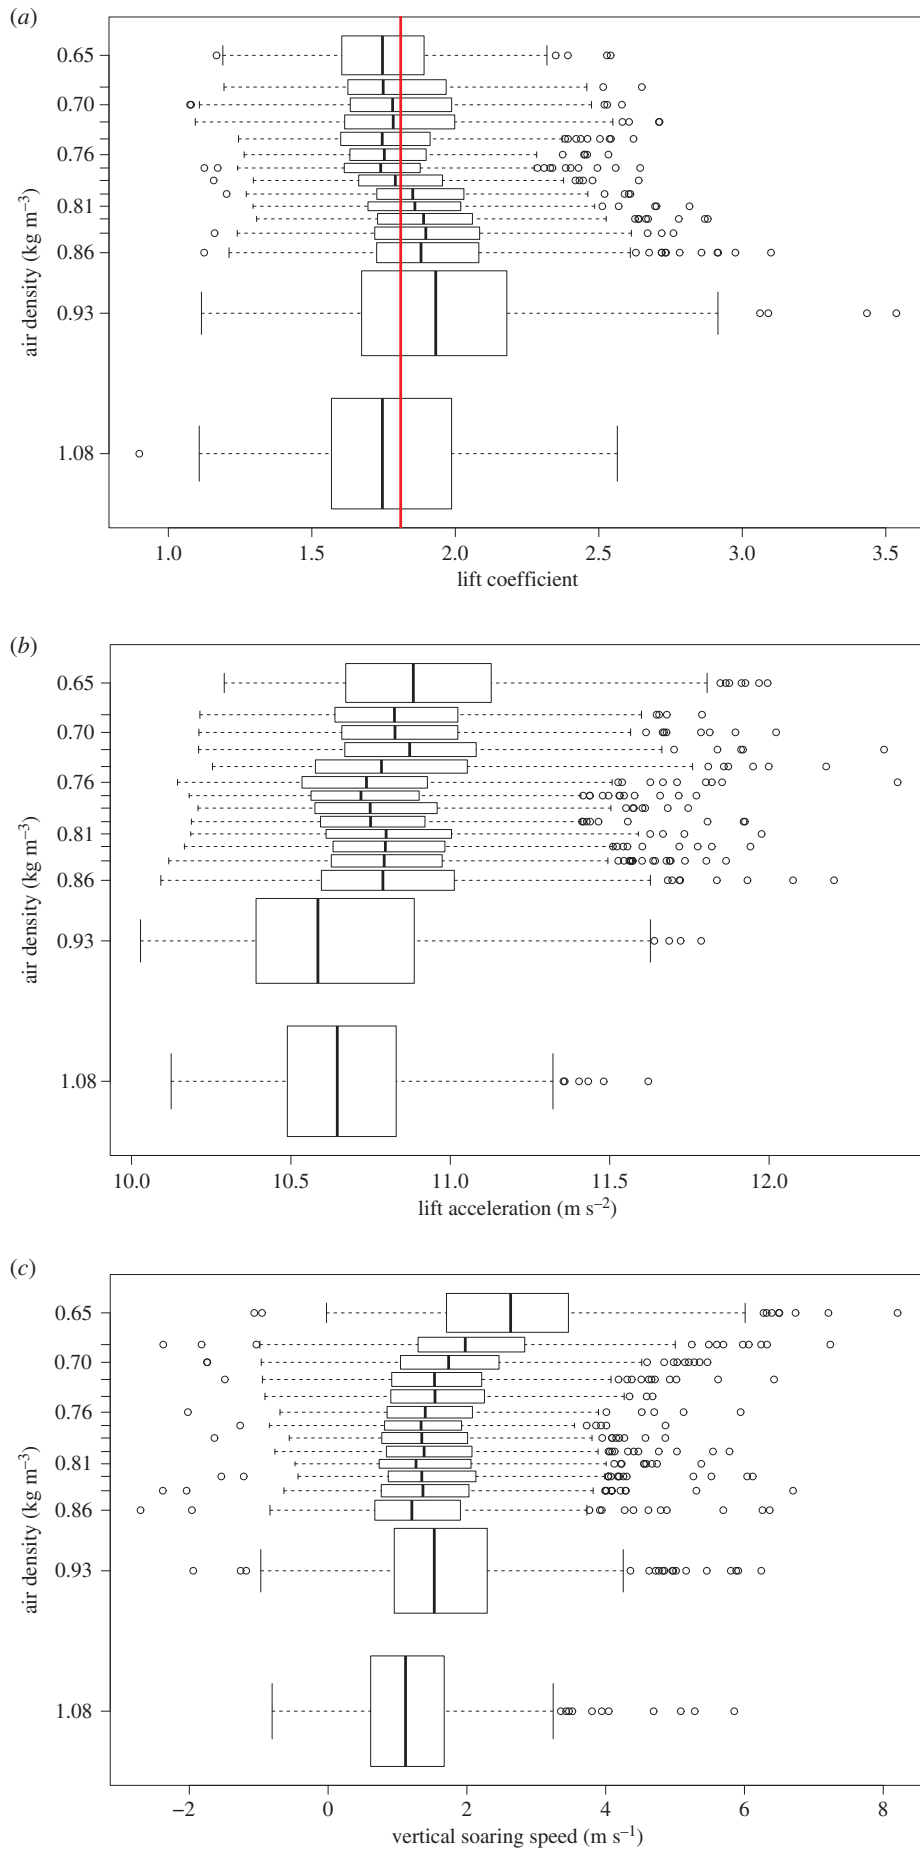 (a)
0.65
0.70
0.76
0.81
0.86
0.93
1.08
air density (kg m–3)
1.0 1.5 2.0 2.5 3.0 3.5
lift coefficient
(b)
0.65
0.70
0.76
0.81
0.86
0.93
1.08
air density (kg m–3)
10.0 10.5 11.0 11.5 12.0
lift acceleration (m s–2)
(c)
0.65
0.70
0.76
0.81
0.86
0.93
1.08
air density (kg m–3)
–2 0 2 4 6 8
vertical soaring speed (m s–1)